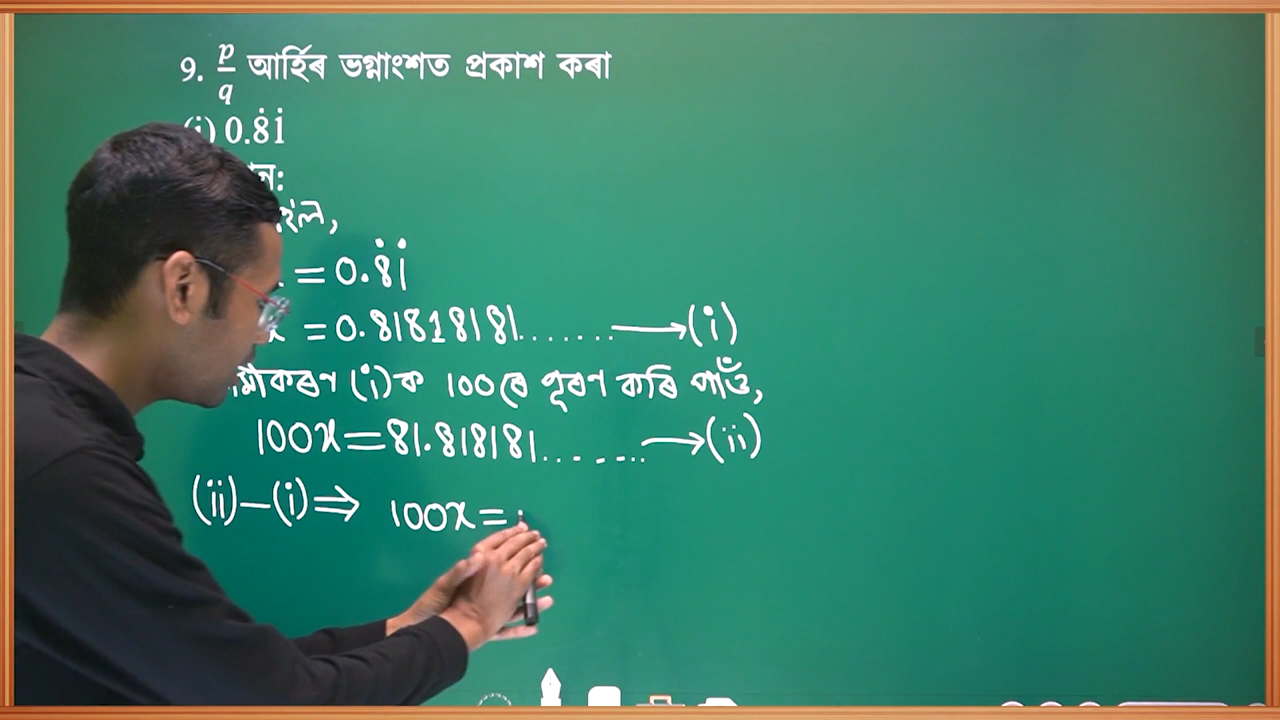 9. p/q আৰ্হিৰ ভগ্নাংশত প্ৰকাশ কৰা
(i) 0.8̇1̇
= 0.8̇1̇
x = 0.81818181....... ⟶(i)
(i)ক 100ৰে পূৰণ কৰি পাওঁ,
100x=81.818181....... ⟶(ii)
(ii)–(i)⟹ 100x=